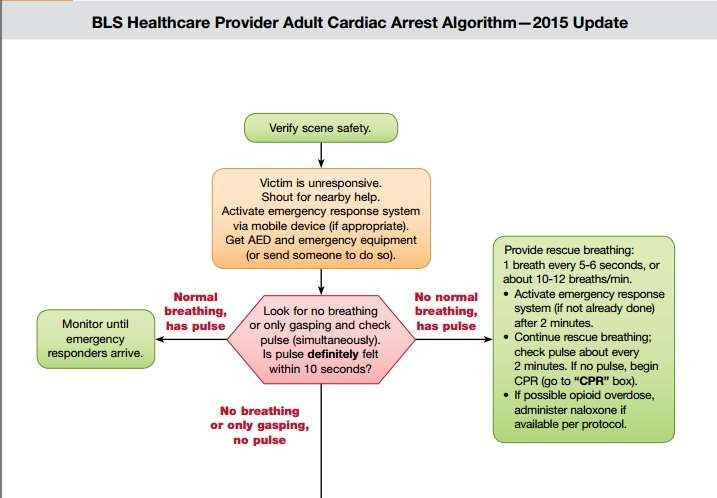 BLS Healthcare Provider Adult Cardiac Arrest Algorithm—2015 Update
Verify scene safety.
Victim is unresponsive.
Shout for nearby help.
Activate emergency response system
via mobile device (if appropriate).
Get AED and emergency equipment
(or send someone to do so).
Normal
breathing,
has pulse
Monitor until
emergency
responders arrive.
Look for no breathing
or only gasping and check
pulse (simultaneously).
Is pulse definitely felt
within 10 seconds?
No normal
breathing,
has pulse
Provide rescue breathing:
1 breath every 5-6 seconds, or
about 10-12 breaths/min.
• Activate emergency response
system (if not already done)
after 2 minutes.
• Continue rescue breathing;
check pulse about every
2 minutes. If no pulse, begin
CPR (go to “CPR” box).
• If possible opioid overdose,
administer naloxone if
available per protocol.
No breathing
or only gasping,
no pulse